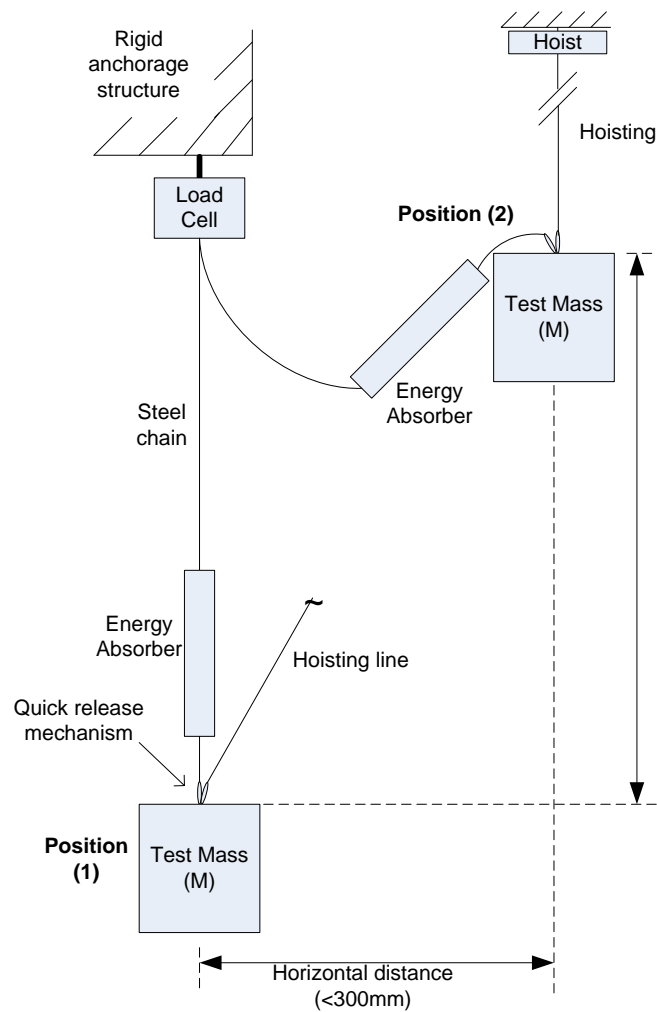 Rigid
anchorage
structure
Hoist
Hoisting
Load
Cell
Position (2)
Test Mass
(M)
Energy
Absorber
Steel
chain
Energy
Absorber
~
Hoisting line
Quick release
mechanism
Position
(1)
Test Mass
(M)
Horizontal distance
(<300mm)